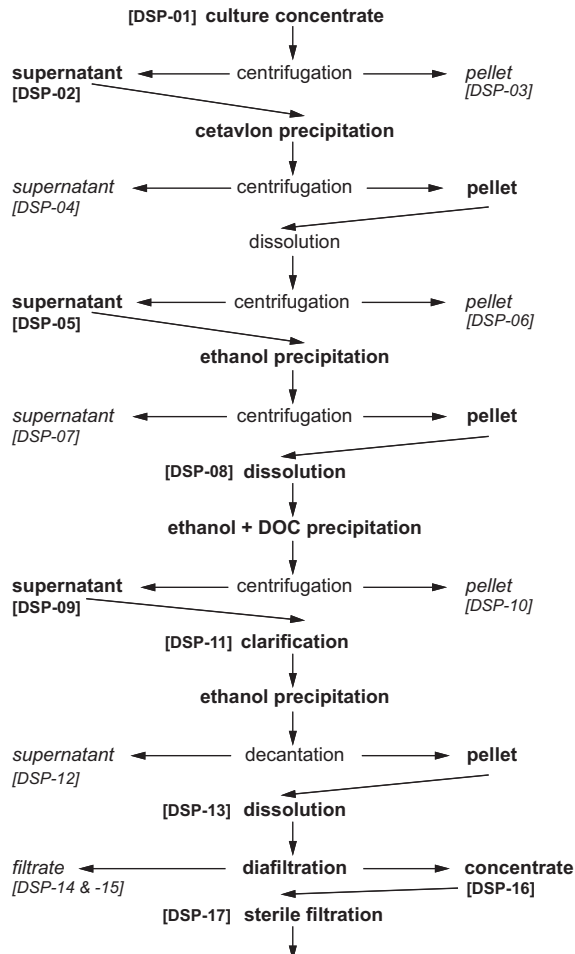 [DSP-01] culture concentrate
supernatant centrifugation pellet
[DSP-02] [DSP-03]
cetavlon precipitation
supernatant centrifugation pellet
[DSP-04]
dissolution
supernatant centrifugation pellet
[DSP-05] [DSP-06]
ethanol precipitation
supernatant centrifugation pellet
[DSP-07]
[DSP-08] dissolution
ethanol + DOC precipitation
supernatant centrifugation pellet
[DSP-09] [DSP-10]
[DSP-11] clarification
ethanol precipitation
supernatant decantation pellet
[DSP-12]
[DSP-13] dissolution
filtrate diafiltration concentrate
[DSP-14 & -15] [DSP-16]
[DSP-17] sterile filtration